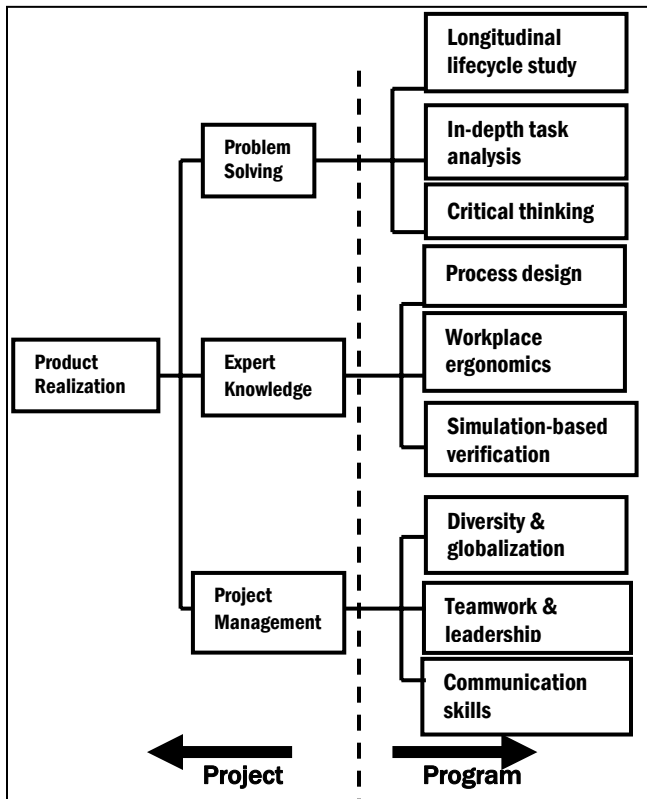 Longitudinal
lifecycle study
Problem
Solving
In-depth task
analysis
Critical thinking
Process design
Product
Realization
Expert
Knowledge
Workplace
ergonomics
Simulation-based
verification
Diversity &
globalization
Project
Management
Teamwork &
leadership
Communication
skills
Project
Program